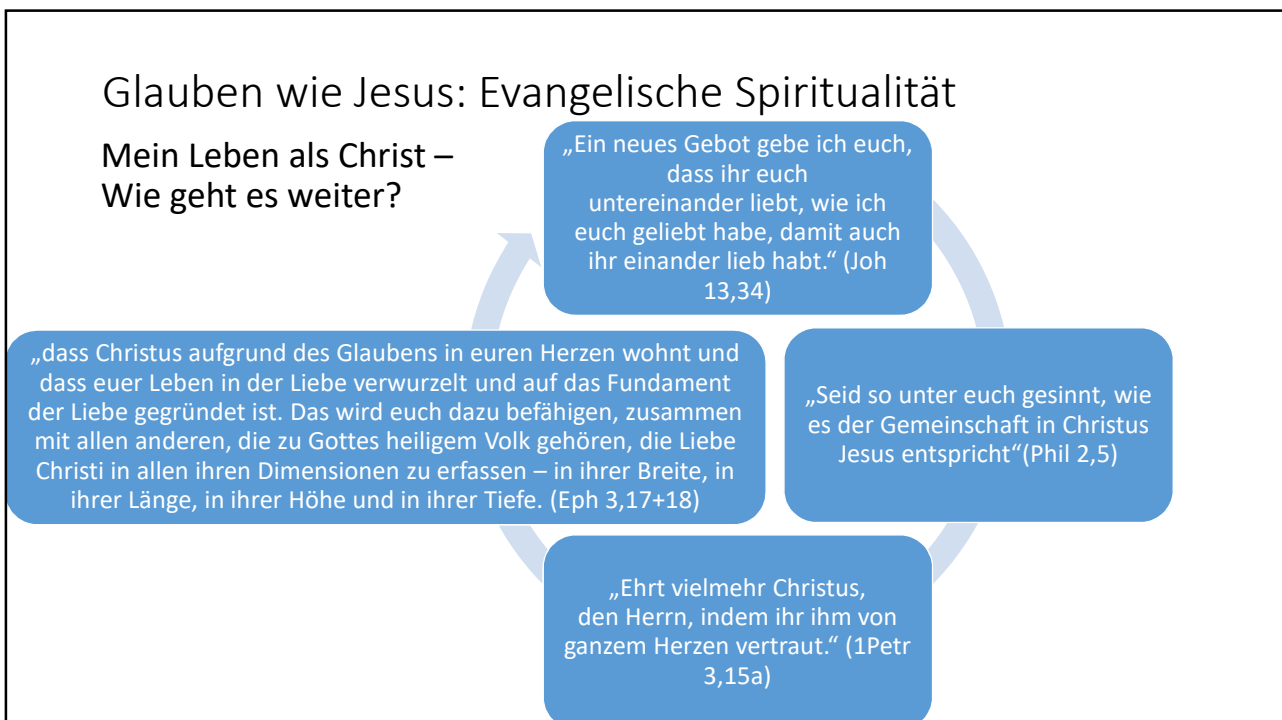 Glauben wie Jesus: Evangelische Spiritualität
Mein Leben als Christ –
Wie geht es weiter?
„Ein neues Gebot gebe ich euch,
dass ihr euch
untereinander liebt, wie ich
euch geliebt habe, damit auch
ihr einander lieb habt.“ (Joh
13,34)
„Seid so unter euch gesinnt, wie
es der Gemeinschaft in Christus
Jesus entspricht“(Phil 2,5)
„Ehrt vielmehr Christus,
den Herrn, indem ihr ihm von
ganzem Herzen vertraut.“ (1Petr
3,15a)
„dass Christus aufgrund des Glaubens in euren Herzen wohnt und
dass euer Leben in der Liebe verwurzelt und auf das Fundament
der Liebe gegründet ist. Das wird euch dazu befähigen, zusammen
mit allen anderen, die zu Gottes heiligem Volk gehören, die Liebe
Christi in allen ihren Dimensionen zu erfassen – in ihrer Breite, in
ihrer Länge, in ihrer Höhe und in ihrer Tiefe. (Eph 3,17+18)